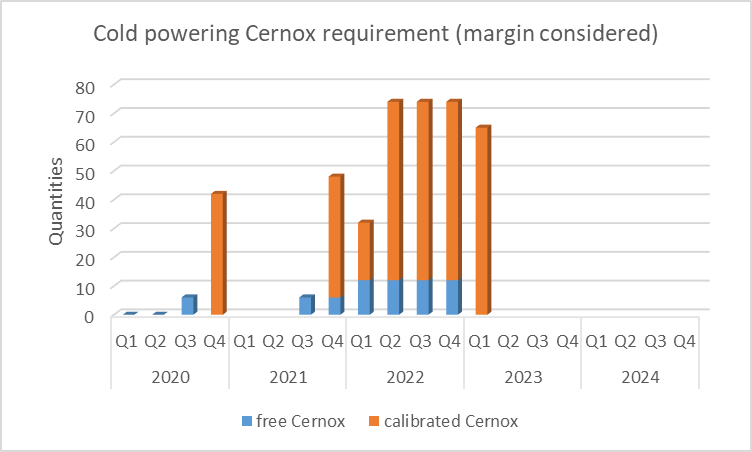 Cold powering Cernox requirement (margin considered)
80
70
60
50
40
30
20
10
0
Quantities
Q1 Q2 Q3 Q4 Q1 Q2 Q3 Q4 Q1 Q2 Q3 Q4 Q1 Q2 Q3 Q4 Q1 Q2 Q3 Q4
2020 2021 2022 2023 2024
free Cernox calibrated Cernox